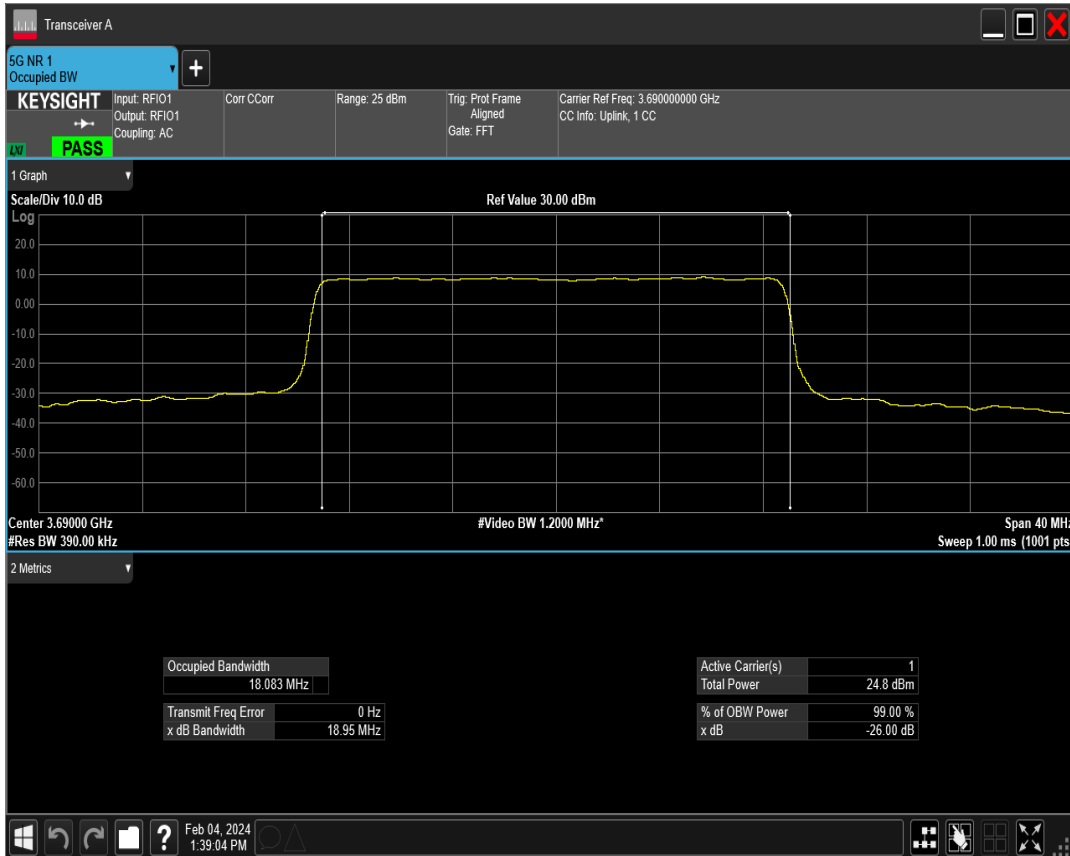 Transceiver A
5G NR 1
Occupied BW
+
KEYSIGHT
LXI
PASS
Input: RFIO1
Output: RFIO1
Coupling: AC
Corr CCorr
Range: 25 dBm
Trig: Prot Frame
Aligned
Gate: FFT
Carrier Ref Freq: 3.690000000 GHz
CC Info: Uplink, 1 CC
1 Graph
Scale/Div 10.0 dB
Ref Value 30.00 dBm
Log
20.0
10.0
0.00
-10.0
-20.0
-30.0
-40.0
-50.0
-60.0
Center 3.69000 GHz
#Video BW 1.2000 MHz*
Span 40 MHz
#Res BW 390.00 kHz
Sweep 1.00 ms (1001 pts
2 Metrics
Occupied Bandwidth
18.083 MHz
Transmit Freq Error 0 Hz
x dB Bandwidth 18.95 MHz
Active Carrier(s) 1
Total Power 24.8 dBm
% of OBW Power 99.00 %
x dB -26.00 dB
?
Feb 04, 2024
1:39:04 PM